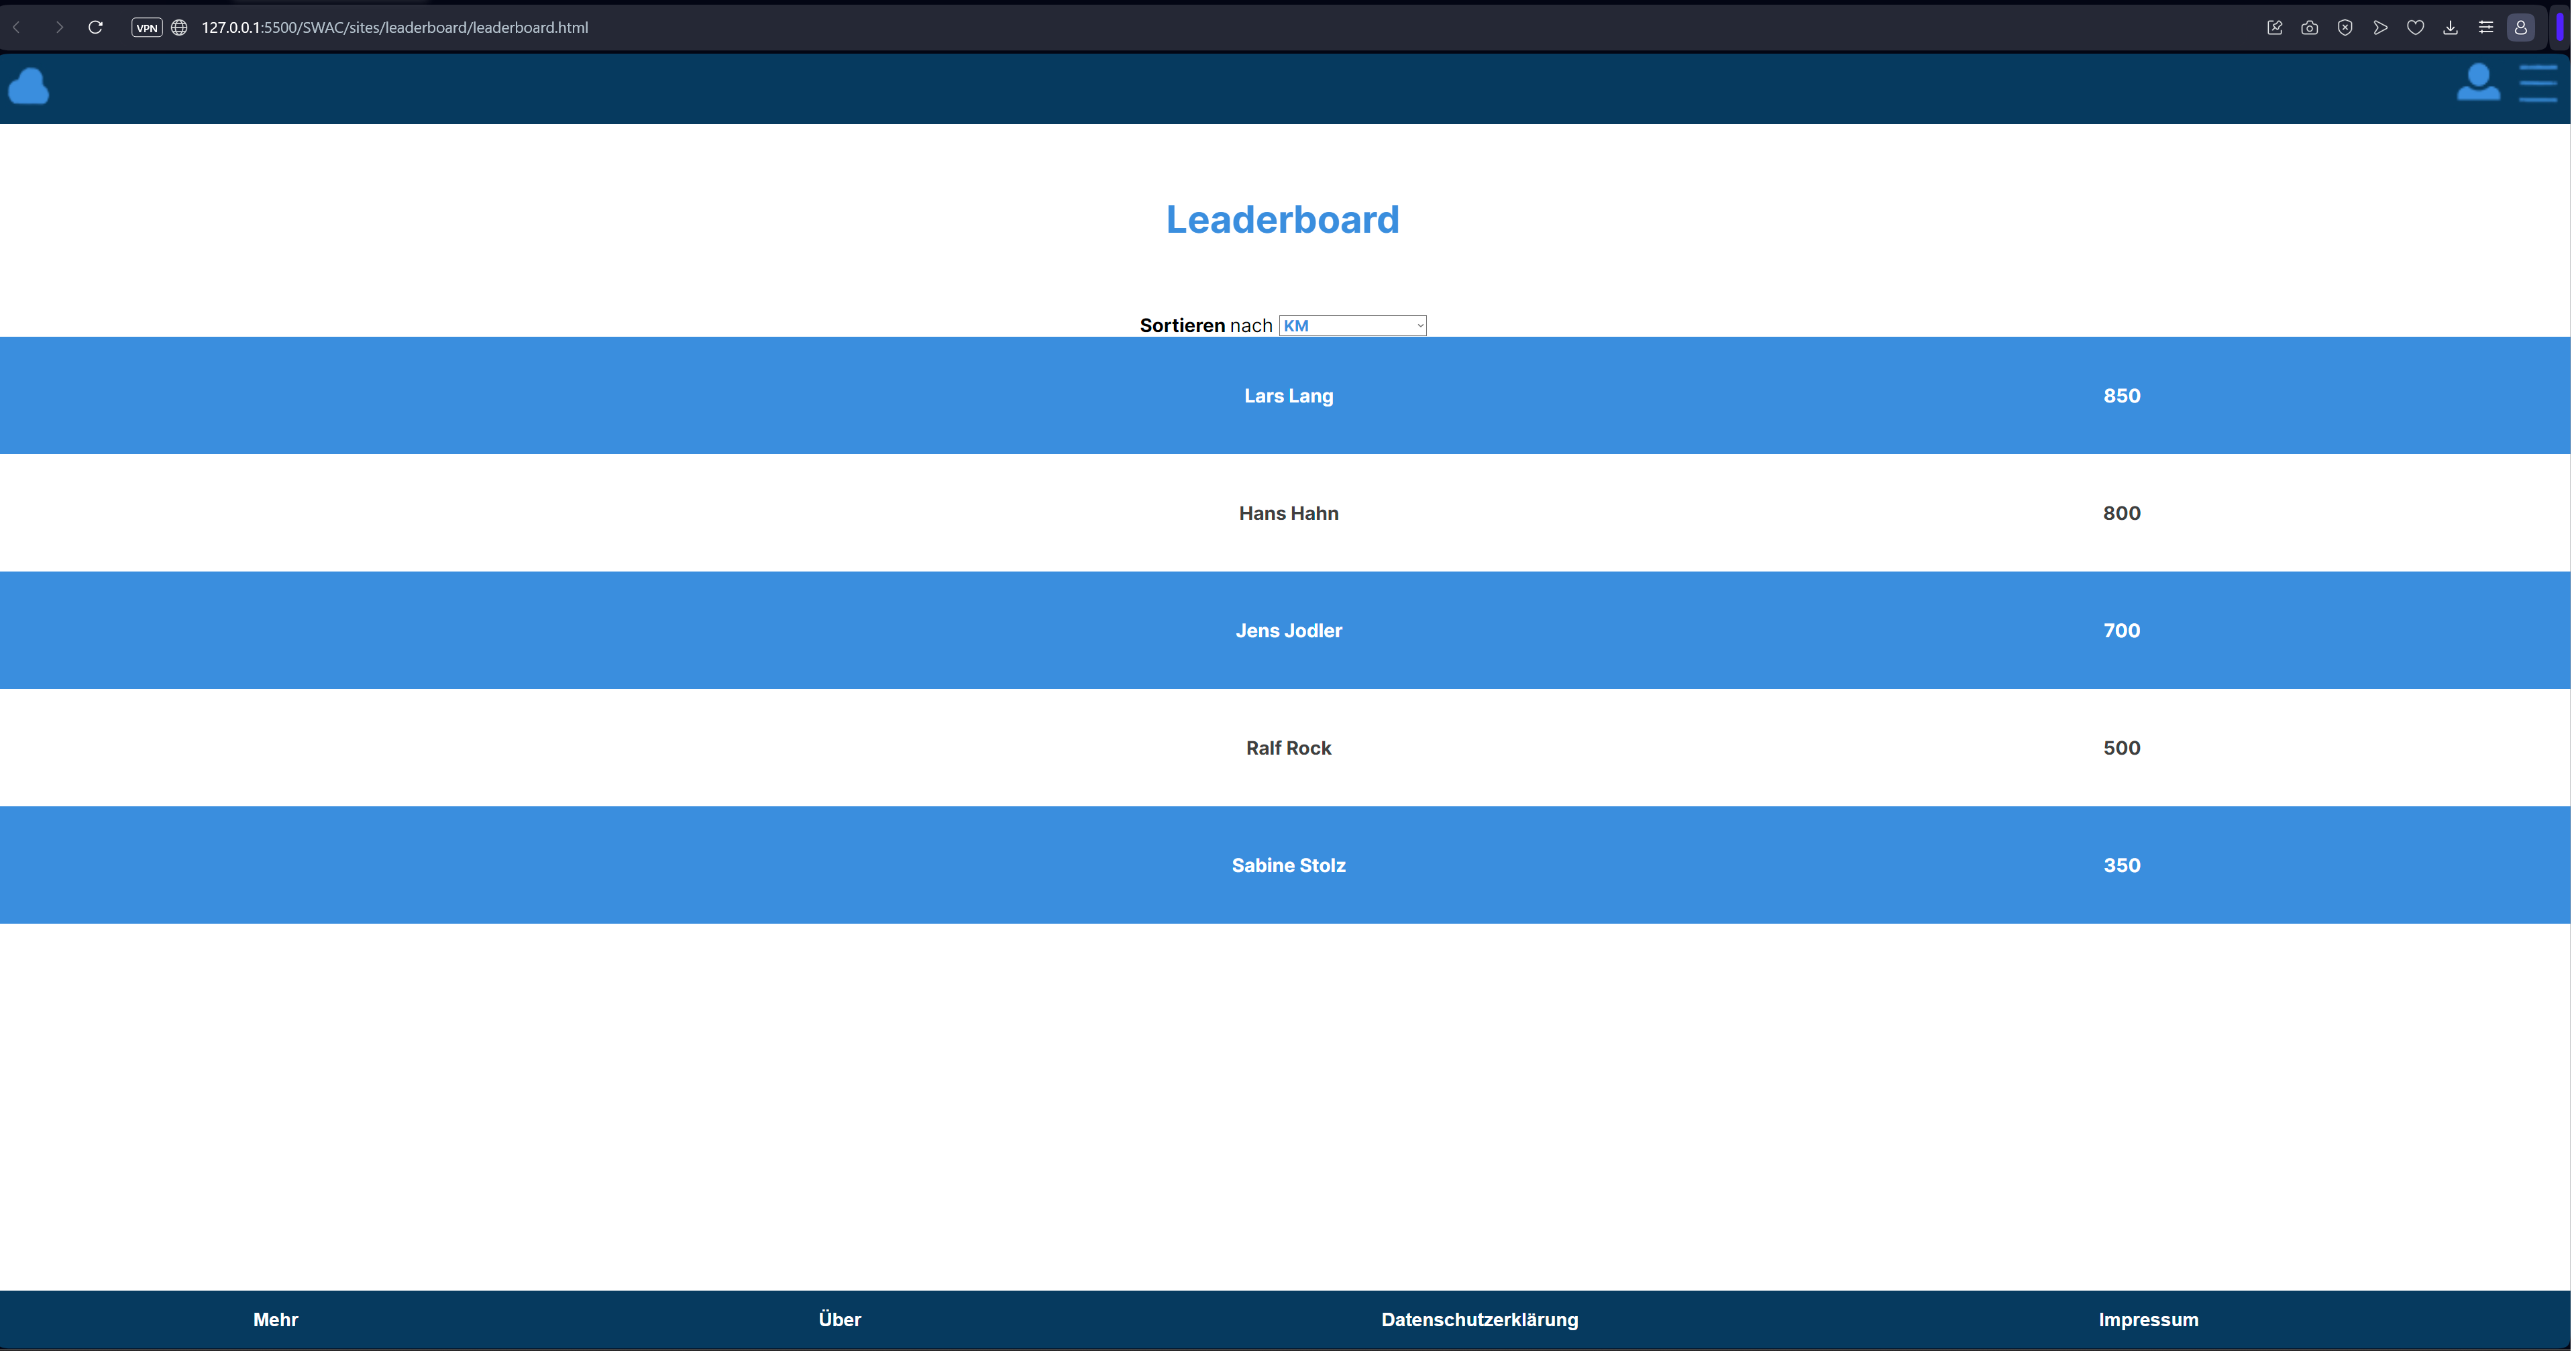 VPN 127.0.0.1:5500/SWAC/sites/leaderboard/leaderboard.html
Leaderboard
Sortieren nach KM
Lars Lang 850
Hans Hahn 800
Jens Jodler 700
Ralf Rock 500
Sabine Stolz 350
Mehr Über Datenschutzerklärung Impressum